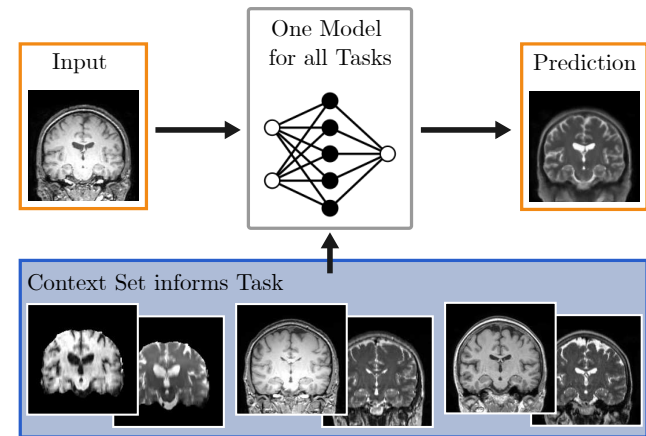 Input
One Model
for all Tasks
Prediction
Context Set informs Task